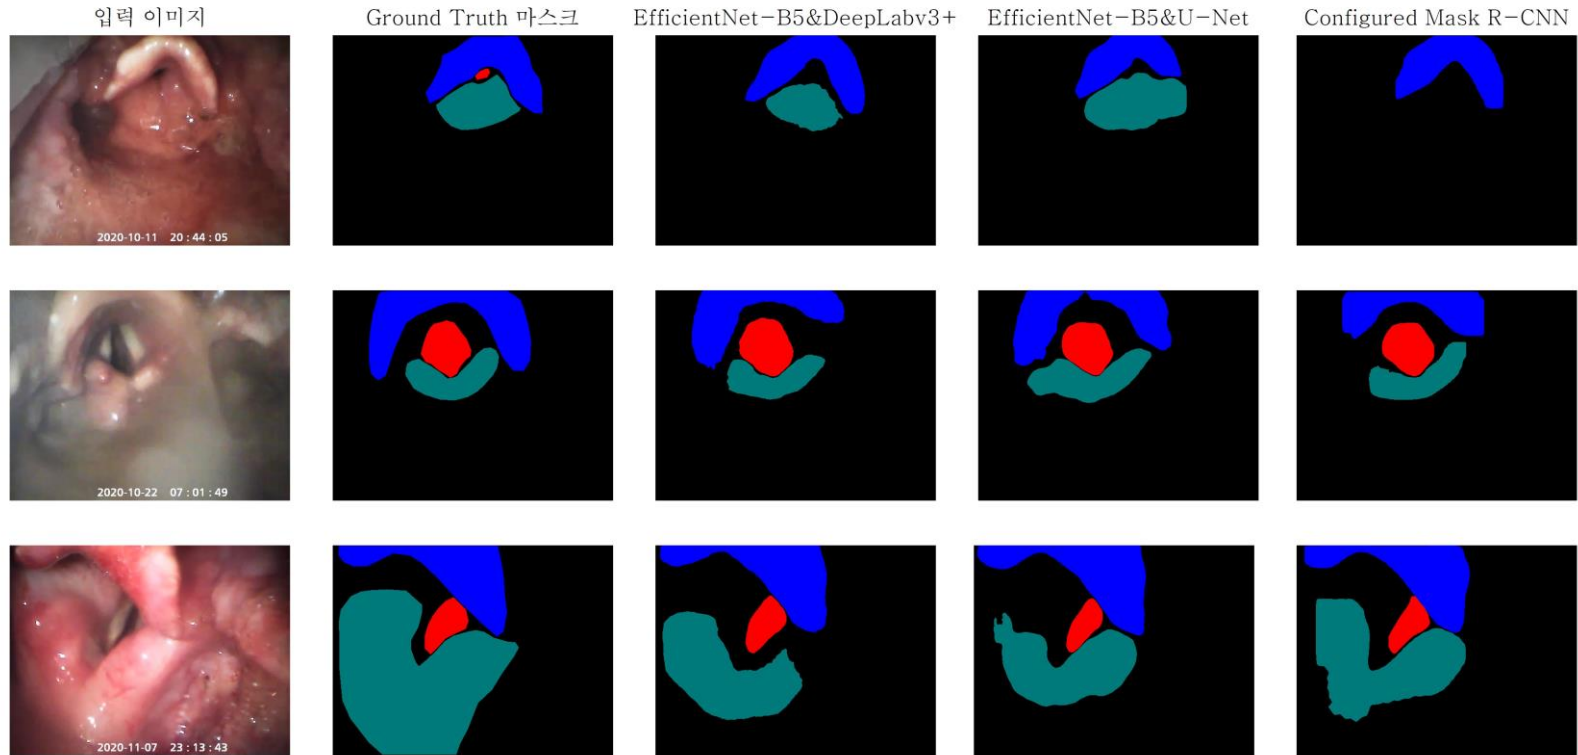 입력 이미지
Ground Truth 마스크
EfficientNet-B5&DeepLabv3+
EfficientNet-B5&U-Net
Configured Mask R-CNN
2020-10-11 20:44:05
2020-10-22 07:01:49
2020-11-07 23:13:43